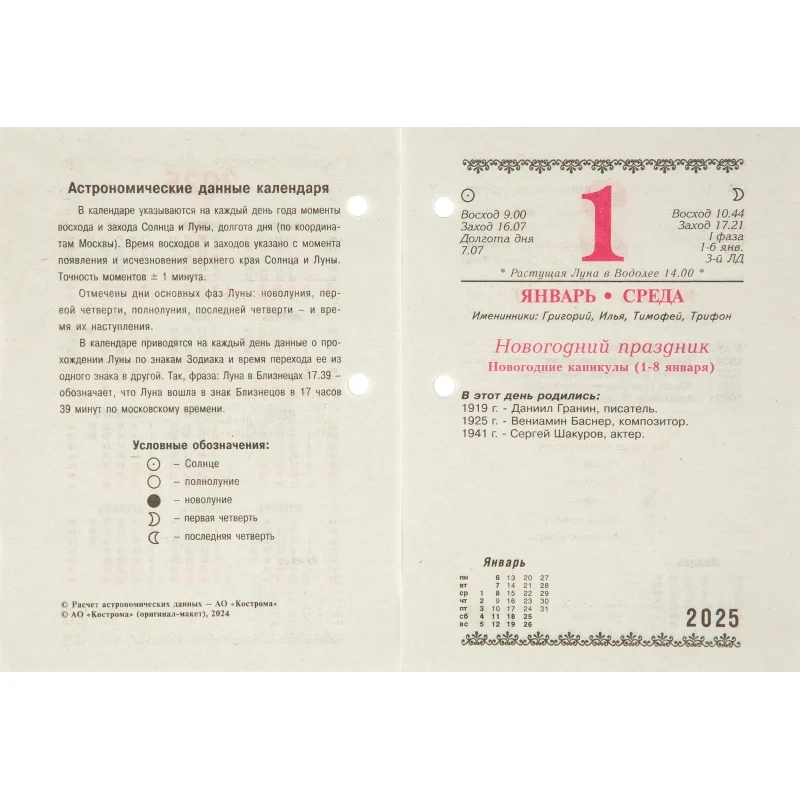 Астрономические данные календаря
В календаре указываются на каждый день года моменты
восхода и захода Солнца и Луны, долгота дня (по координа-
там Москвы). Время восходов и заходов указано с момента
появления и исчезновения верхнего края Солнца и Луны.
Точность моментов ± 1 минута.
Отмечены дни основных фаз Луны: новолуния, пер-
вой четверти, полнолуния, последней четверти – и вре-
мя их наступления.
В календаре приводятся на каждый день данные о про-
хождении Луны по знакам Зодиака и время перехода ее из
одного знака в другой. Так, фраза: Луна в Близнецах 17.39 –
обозначает, что Луна вошла в знак Близнецов в 17 часов
39 минут по московскому времени.
Условные обозначения:
– Солнце
– полнолуние
– новолуние
– первая четверть
– последняя четверть
© Расчет астрономических данных – АО «Кострома»
© АО «Кострома» (оригинал-макет), 2024
Восход 9.00
Заход 16.07
Долгота дня
7.07
1
Восход 10.44
Заход 17.21
I фаза
1-6 янв.
3-й ЛД
* Растущая Луна в Водолее 14.00 *
ЯНВАРЬ • СРЕДА
Именинники: Григорий, Илья, Тимофей, Трифон
Новогодний праздник
Новогодние каникулы (1-8 января)
В этот день родились:
1919 г. - Даниил Гранин, писатель.
1925 г. - Вениамин Баснер, композитор.
1941 г. - Сергей Шакуров, актер.
Январь
пн 6 13 20 27
вт 7 14 21 28
ср 1 8 15 22 29
чт 2 9 16 23 30
пт 3 10 17 24 31
сб 4 11 18 25
вс 5 12 19 26
2025